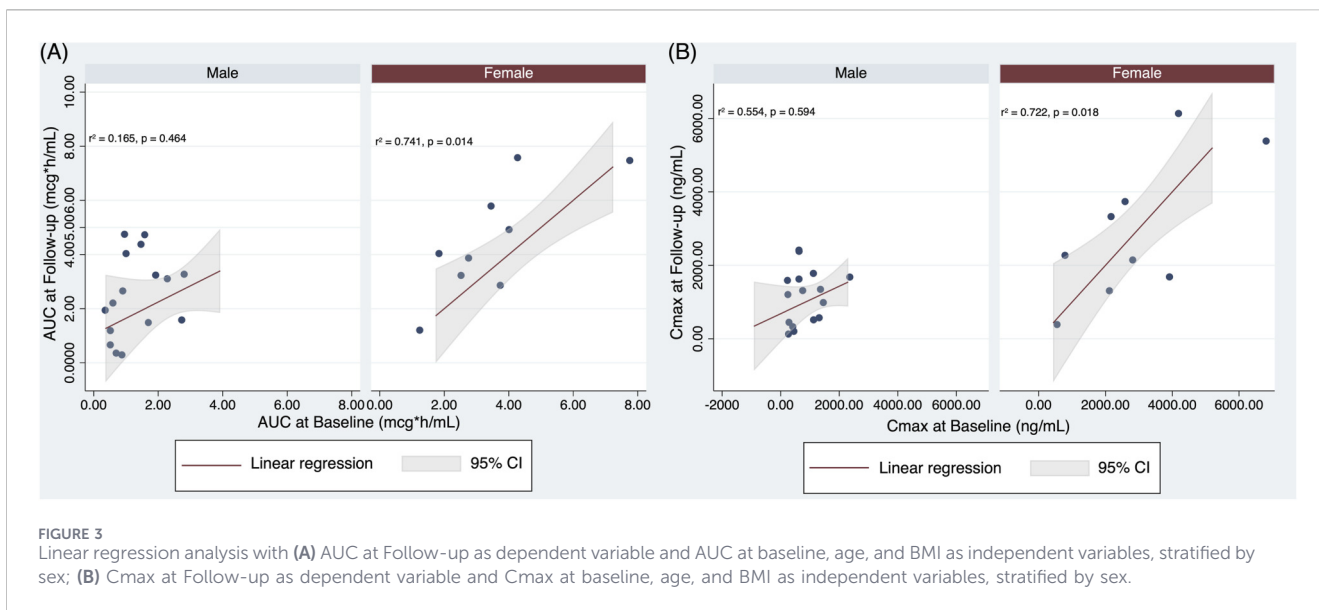 (A)
Male
Female
r² = 0.165, p = 0.464
r² = 0.741, p = 0.014
AUC at Follow-up (mcg*h/mL)
10.00
8.00
4.005.006.00
2.00
0.0000
0.00 2.00 4.00 6.00 8.00 0.00 2.00 4.00 6.00 8.00
AUC at Baseline (mcg*h/mL)
Linear regression 95% CI
(B)
Male
Female
r² = 0.554, p = 0.594
r² = 0.722, p = 0.018
Cmax at Follow-up (ng/mL)
6000.00
4000.00
2000.00
0.00
-2000 0.00 2000.00 4000.00 6000.00 0.00 2000.00 4000.00 6000.00
Cmax at Baseline (ng/mL)
Linear regression 95% CI
FIGURE 3
Linear regression analysis with (A) AUC at Follow-up as dependent variable and AUC at baseline, age, and BMI as independent variables, stratified by
sex; (B) Cmax at Follow-up as dependent variable and Cmax at baseline, age, and BMI as independent variables, stratified by sex.